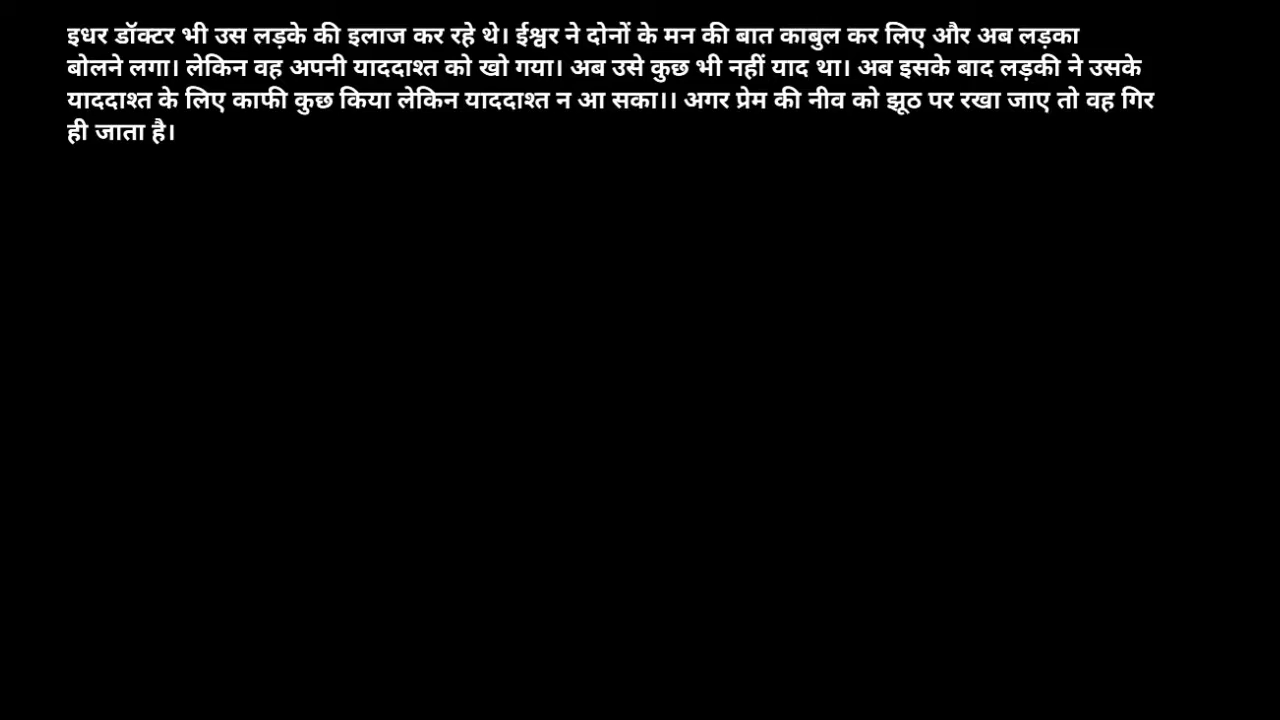 इधर डॉक्टर भी उस लड़के की इलाज कर रहे थे। ईश्वर ने दोनों के मन की बात काबुल कर लिए और अब लड़का
बोलने लगा। लेकिन वह अपनी याददाश्त को खो गया। अब उसे कुछ भी नहीं याद था। अब इसके बाद लड़की ने उसके
याददाश्त के लिए काफी कुछ किया लेकिन याददाश्त न आ सका।। अगर प्रेम की नीव को झूठ पर रखा जाए तो वह गिर
ही जाता है।